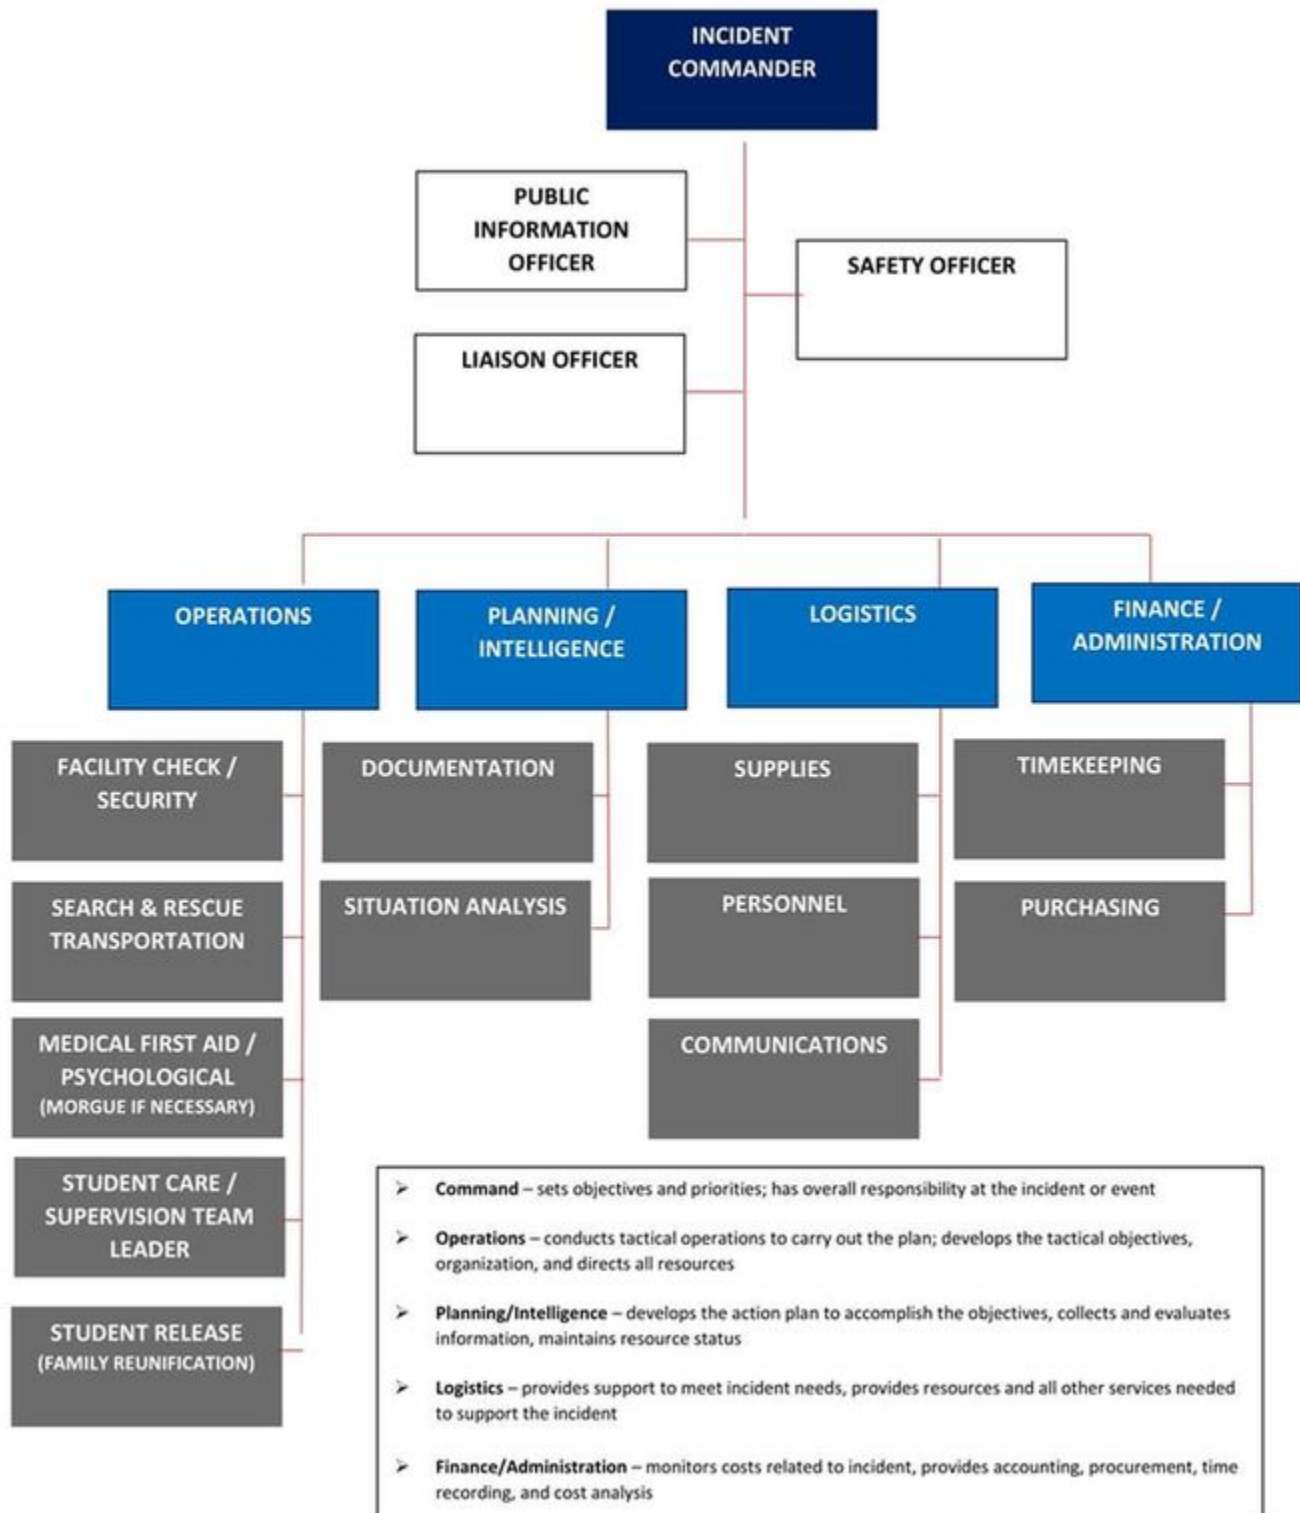 INCIDENT
COMMANDER
PUBLIC
INFORMATION
OFFICER
SAFETY OFFICER
LIAISON OFFICER
OPERATIONS
PLANNING /
INTELLIGENCE
LOGISTICS
FINANCE /
ADMINISTRATION
FACILITY CHECK /
SECURITY
SEARCH & RESCUE
TRANSPORTATION
MEDICAL FIRST AID /
PSYCHOLOGICAL
(MORGUE IF NECESSARY)
STUDENT CARE /
SUPERVISION TEAM
LEADER
STUDENT RELEASE
(FAMILY REUNIFICATION)
DOCUMENTATION
SITUATION ANALYSIS
SUPPLIES
PERSONNEL
COMMUNICATIONS
TIMEKEEPING
PURCHASING
➢ Command – sets objectives and priorities; has overall responsibility at the incident or event
➢ Operations – conducts tactical operations to carry out the plan; develops the tactical objectives,
organization, and directs all resources
➢ Planning/Intelligence – develops the action plan to accomplish the objectives, collects and evaluates
information, maintains resource status
➢ Logistics – provides support to meet incident needs, provides resources and all other services needed
to support the incident
➢ Finance/Administration – monitors costs related to incident, provides accounting, procurement, time
recording, and cost analysis